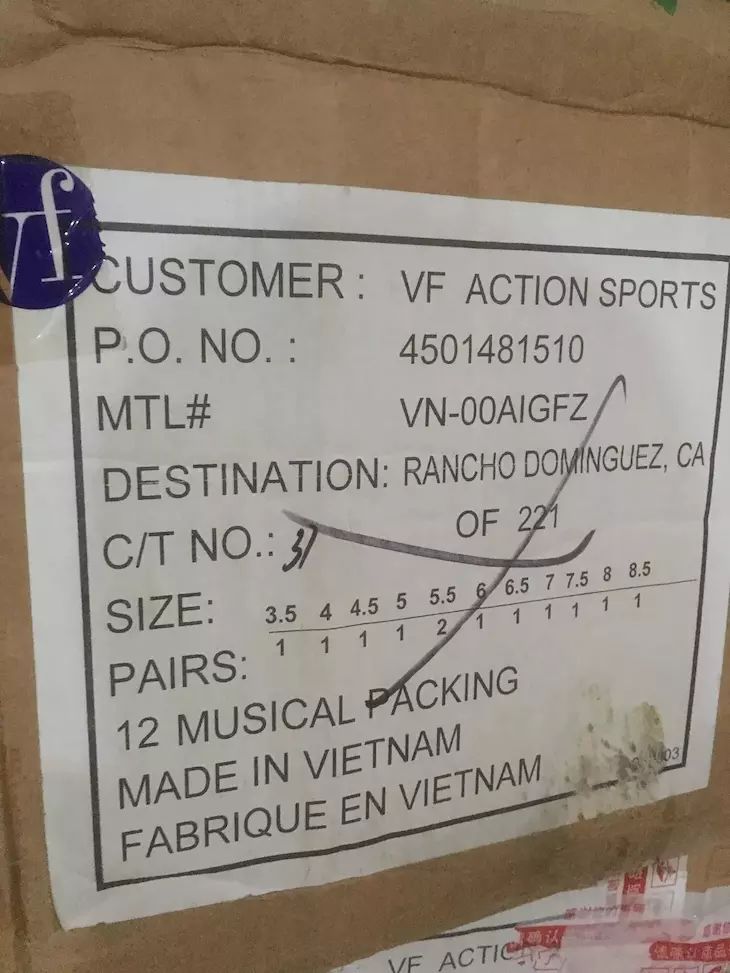 vf
CUSTOMER : VF ACTION SPORTS
P.O. NO. : 4501481510
MTL# VN-00AIGFZ
DESTINATION: RANCHO DOMINGUEZ, CA
C/T NO.: 31 OF 221
SIZE: 3.5 4 4.5 5 5.5 6 6.5 7 7.5 8 8.5
PAIRS: 1 1 1 1 2 1 1 1 1 1 1
12 MUSICAL PACKING
MADE IN VIETNAM
FABRIQUE EN VIETNAM
确认
VF ACTIC